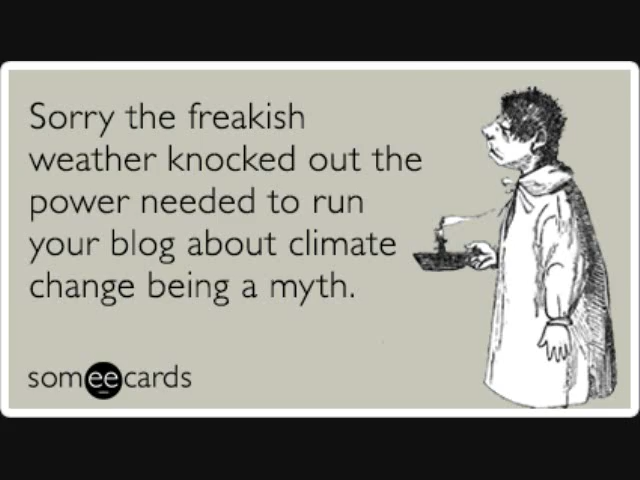 Sorry the freakish
weather knocked out the
power needed to run
your blog about climate
change being a myth.
someecards